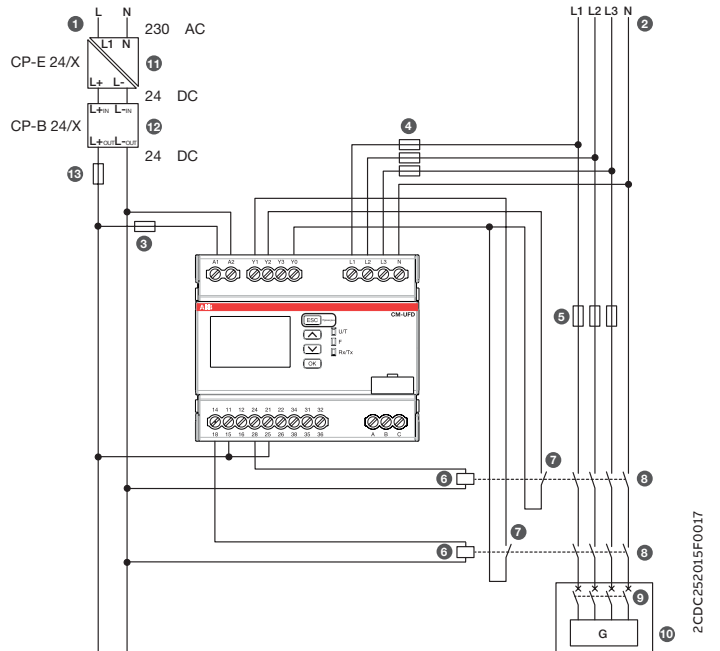 L N
L1 L2 L3 N
1
230 AC
2
L1 N
CP-E 24/X
11
L+ L-
24 DC
L+IN L-IN
CP-B 24/X
12
L+OUT L-OUT
24 DC
13
4
3
A1 A2 Y1 Y2 Y3 Y0 L1 L2 L3 N
ABB
CM-UFD
ESC
U/T
F
Rx/Tx
OK
5
14 11 12 24 21 22 34 31 32
18 15 16 28 25 26 38 35 36
A B C
7
6
8
7
6
8
9
G
10
2CDC252015F0017